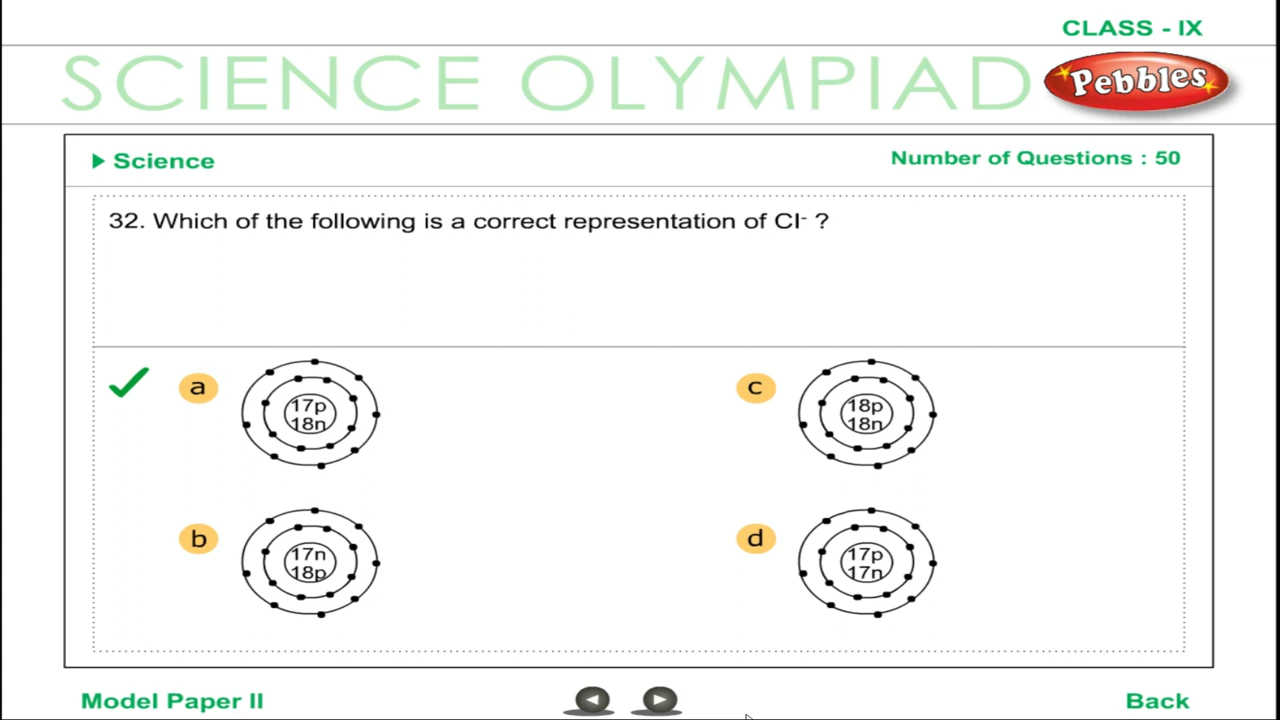 CLASS - IX
SCIENCE OLYMPIAD
Pebbles
Science
Number of Questions : 50
32. Which of the following is a correct representation of Cl⁻ ?
a
17p
18n
c
18p
18n
b
17n
18p
d
17p
17n
Model Paper II
Back